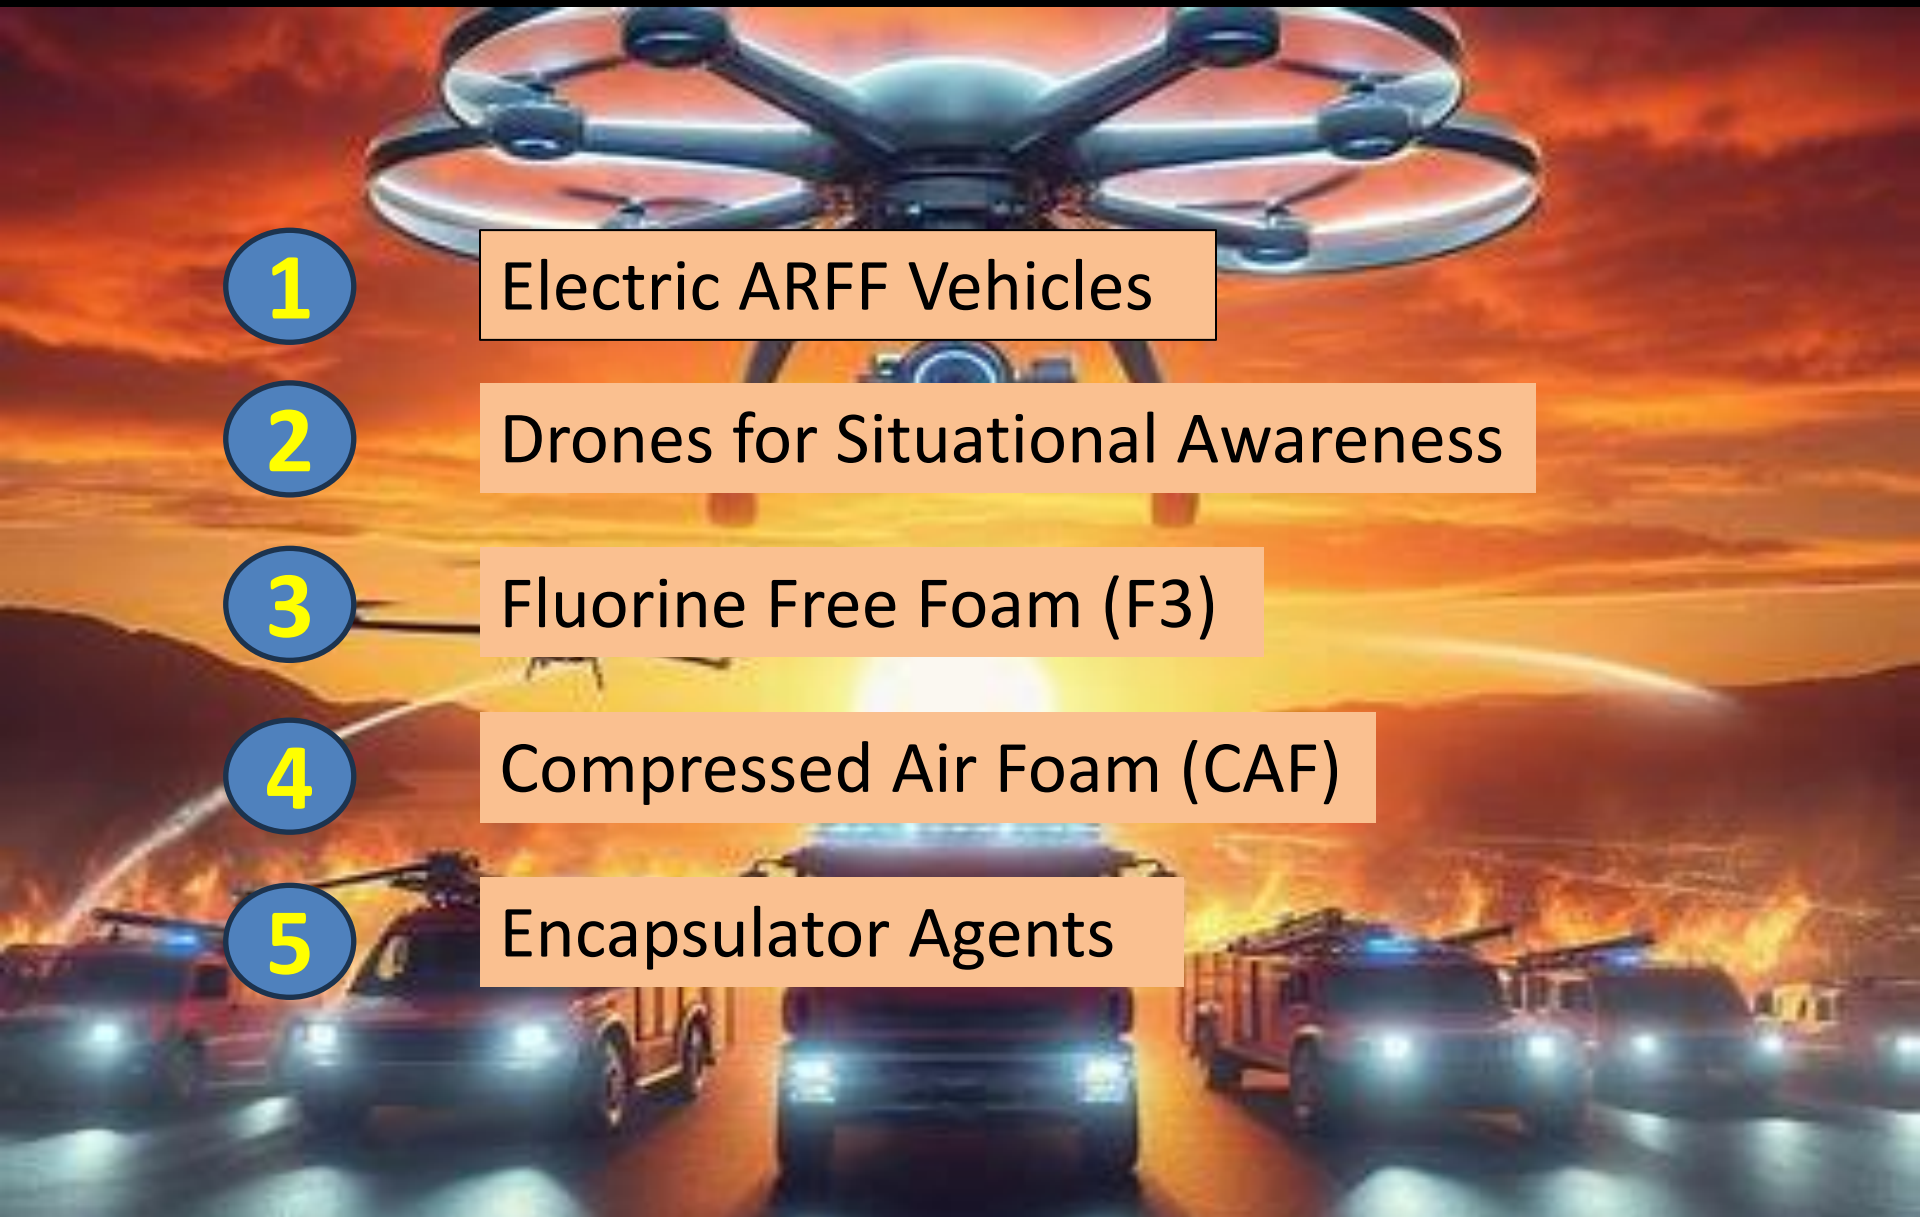 1 Electric ARFF Vehicles
2 Drones for Situational Awareness
3 Fluorine Free Foam (F3)
4 Compressed Air Foam (CAF)
5 Encapsulator Agents